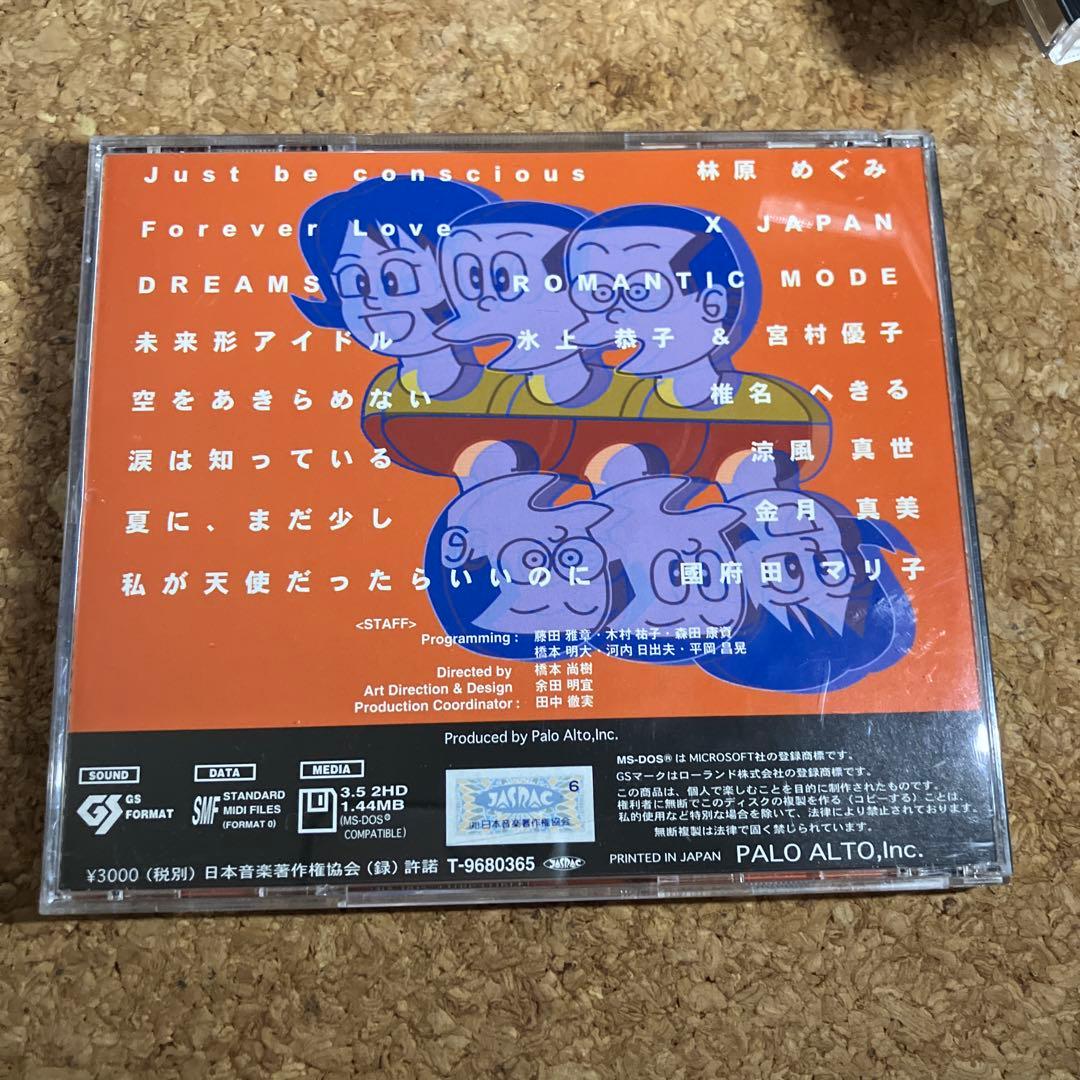 Just be conscious 林原 めぐみ
Forever Love X JAPAN
DREAMS ROMANTIC MODE
未来形アイドル 氷上 恭子 & 宮村優子
空をあきらめない 椎名 へきる
涙は知っている 涼風 真世
夏に、まだ少し 金月 真美
私が天使だったらいいのに 國府田 マリ子
<STAFF>
Programming : 藤田 雅章・木村 祐子・森田 康資
橋本 明大・河内 日出夫・平岡 昌晃
Directed by 橋本 尚樹
Art Direction & Design 余田 明宜
Production Coordinator : 田中 徹実
Produced by Palo Alto,Inc.
SOUND
GS FORMAT
DATA
SMF STANDARD MIDI FILES (FORMAT 0)
MEDIA
3.5 2HD
1.44MB
(MS-DOS® COMPATIBLE)
6
JASRAC
(社)日本音楽著作権協会
MS-DOS® は MICROSOFT社の登録商標です。
GSマークはローランド株式会社の登録商標です。
この商品は、個人で楽しむことを目的に制作されたものです。
権利者に無断でこのディスクの複製を作る（コピーする）ことは、
私的使用など特別な場合を除いて、法律により禁止されております。
無断複製は法律で固く禁じられています。
¥3000 (税別) 日本音楽著作権協会（録）許諾 T-9680365 JASRAC
PRINTED IN JAPAN PALO ALTO,Inc.